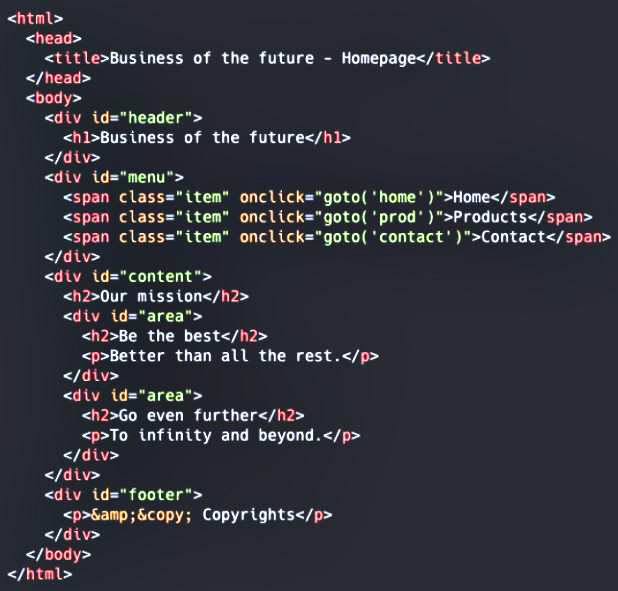 <html>
<head>
<title>Business of the future - Homepage</title>
</head>
<body>
<div id="header">
<h1>Business of the future</h1>
</div>
<div id="menu">
<span class="item" onclick="goto('home')">Home</span>
<span class="item" onclick="goto('prod')">Products</span>
<span class="item" onclick="goto('contact')">Contact</span>
</div>
<div id="content">
<h2>Our mission</h2>
<div id="area">
<h2>Be the best</h2>
<p>Better than all the rest.</p>
</div>
<div id="area">
<h2>Go even further</h2>
<p>To infinity and beyond.</p>
</div>
</div>
<div id="footer">
<p>&amp;&copy; Copyrights</p>
</div>
</body>
</html>